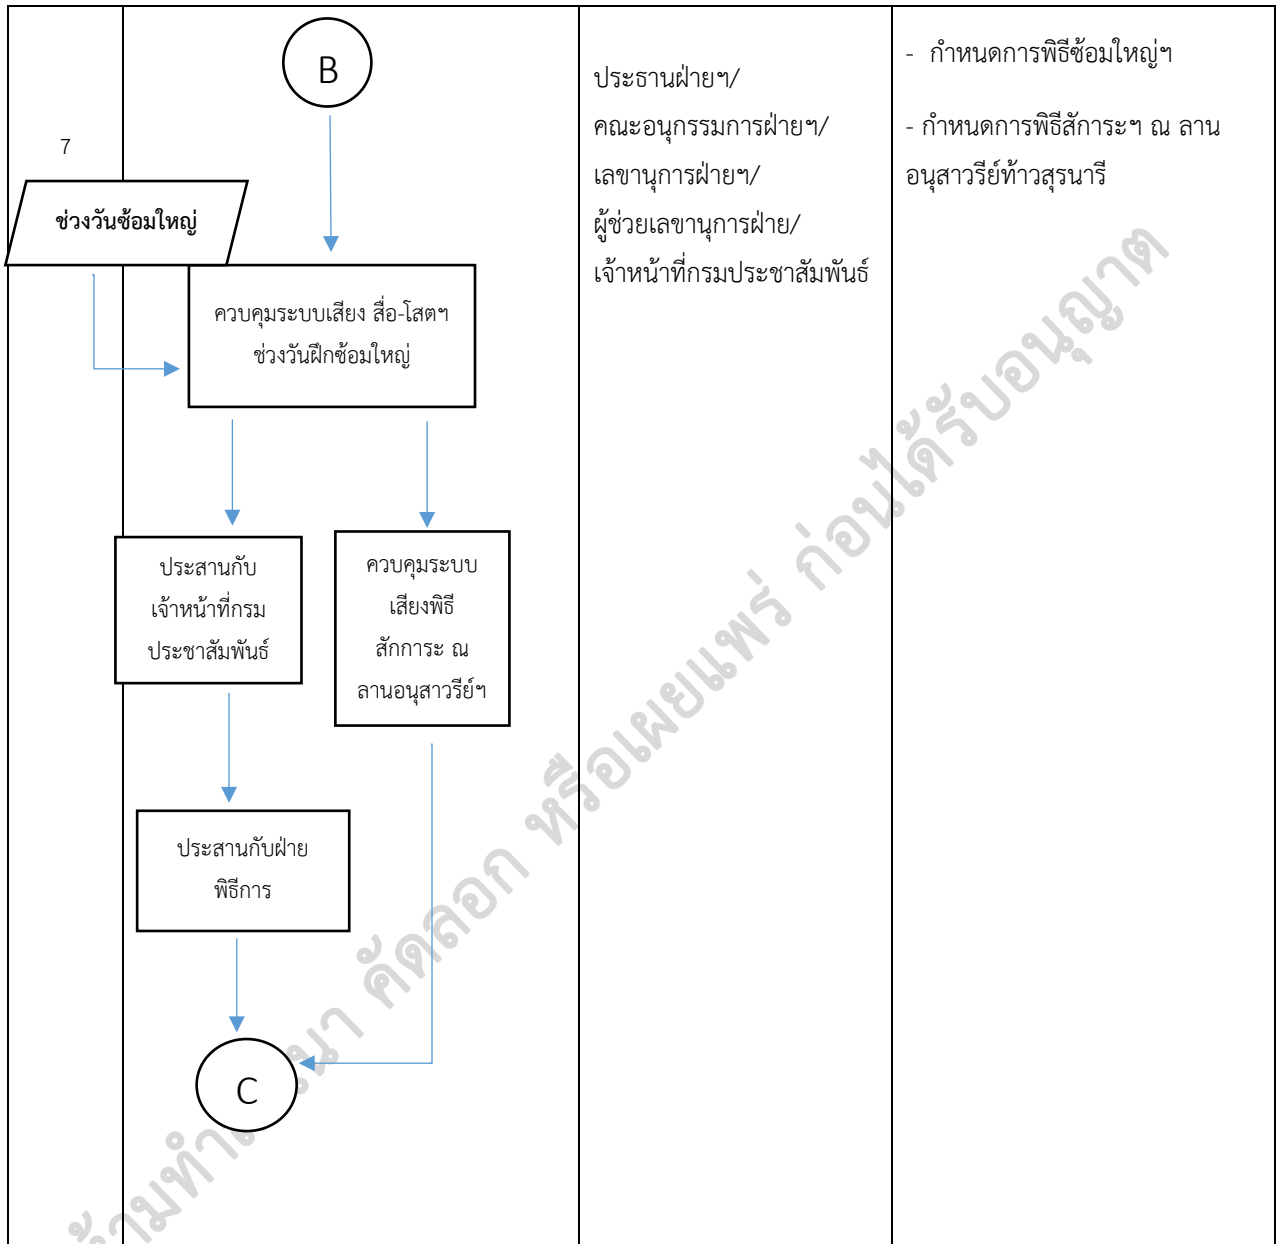 B
7
ช่วงวันซ้อมใหญ่
ควบคุมระบบเสียง สื่อ-โสตฯ
ช่วงวันฝึกซ้อมใหญ่
ประสานกับ
เจ้าหน้าที่กรม
ประชาสัมพันธ์
ควบคุมระบบ
เสียงพิธี
สักการะ ณ
ลานอนุสาวรีย์ฯ
ประสานกับฝ่าย
พิธีการ
C
ประธานฝ่ายฯ/
คณะอนุกรรมการฝ่ายฯ/
เลขานุการฝ่ายฯ/
ผู้ช่วยเลขานุการฝ่าย/
เจ้าหน้าที่กรมประชาสัมพันธ์
- กำหนดการพิธีซ้อมใหญ่ฯ
- กำหนดการพิธีสัการะฯ ณ ลาน
อนุสาวรีย์ท้าวสุรนารี
คัดลอก หรือเผยแพร่ ก่อนได้รับอนุญาต